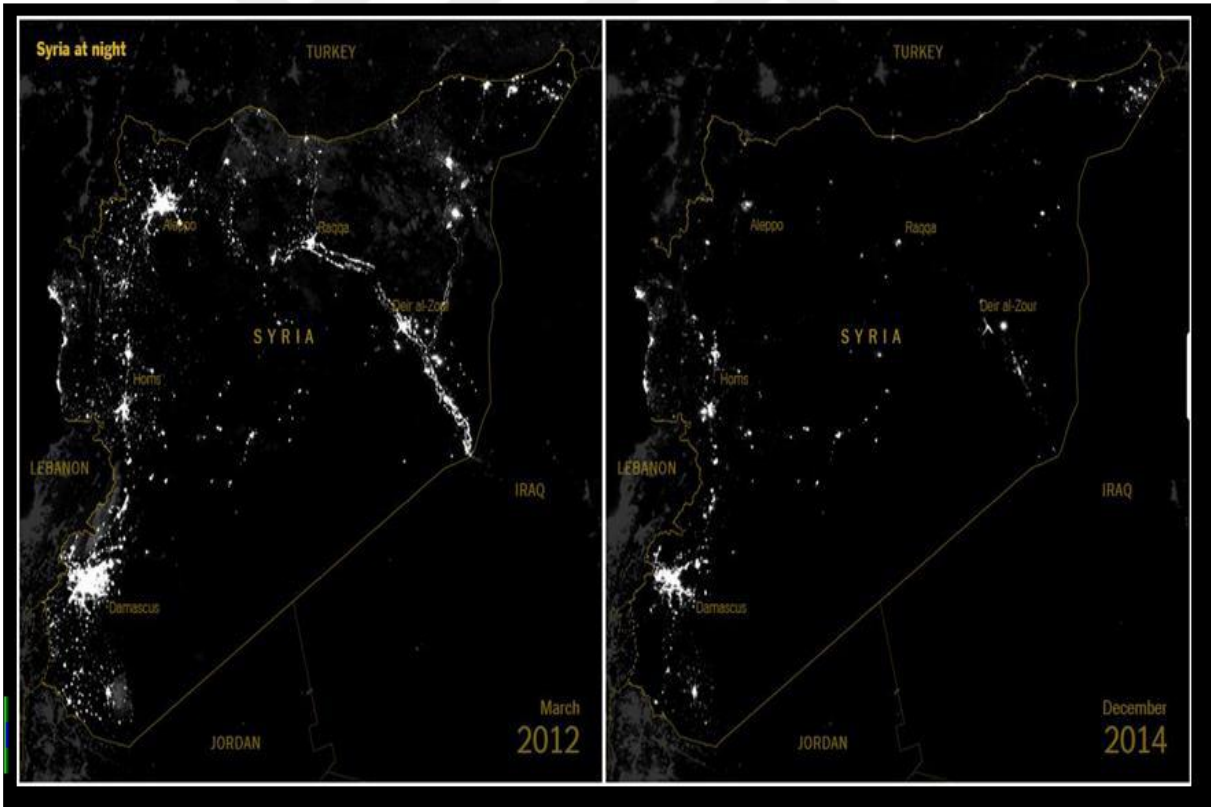 Syria at night
TURKEY
Aleppo
Raqqa
Deir al-Zour
SYRIA
Homs
LEBANON
IRAQ
Damascus
JORDAN
March
2012
TURKEY
Aleppo
Raqqa
Deir al-Zour
SYRIA
Homs
LEBANON
IRAQ
Damascus
JORDAN
December
2014